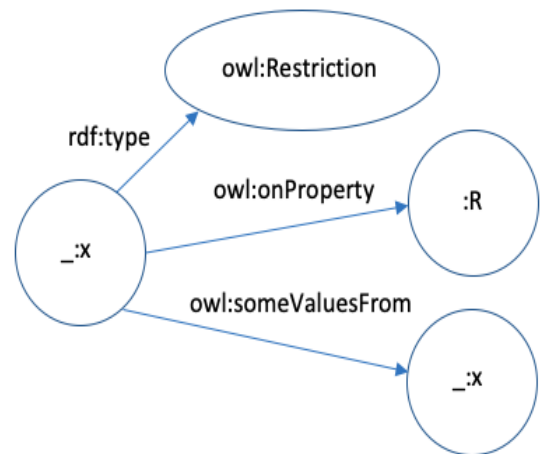 owl:Restriction
rdf:type
owl:onProperty
:R
_:x
owl:someValuesFrom
_:x